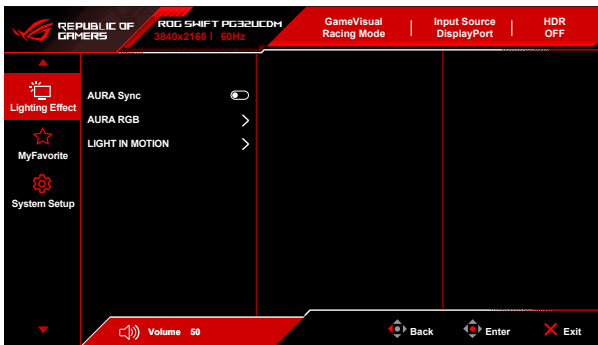 REPUBLIC OF
GAMERS
ROG SWIFT PG32UCDM
3840x2160 | 60Hz
GameVisual
Racing Mode
Input Source
DisplayPort
HDR
OFF
Lighting Effect
MyFavorite
System Setup
AURA Sync
AURA RGB
LIGHT IN MOTION
Volume 50
Back
Enter
Exit